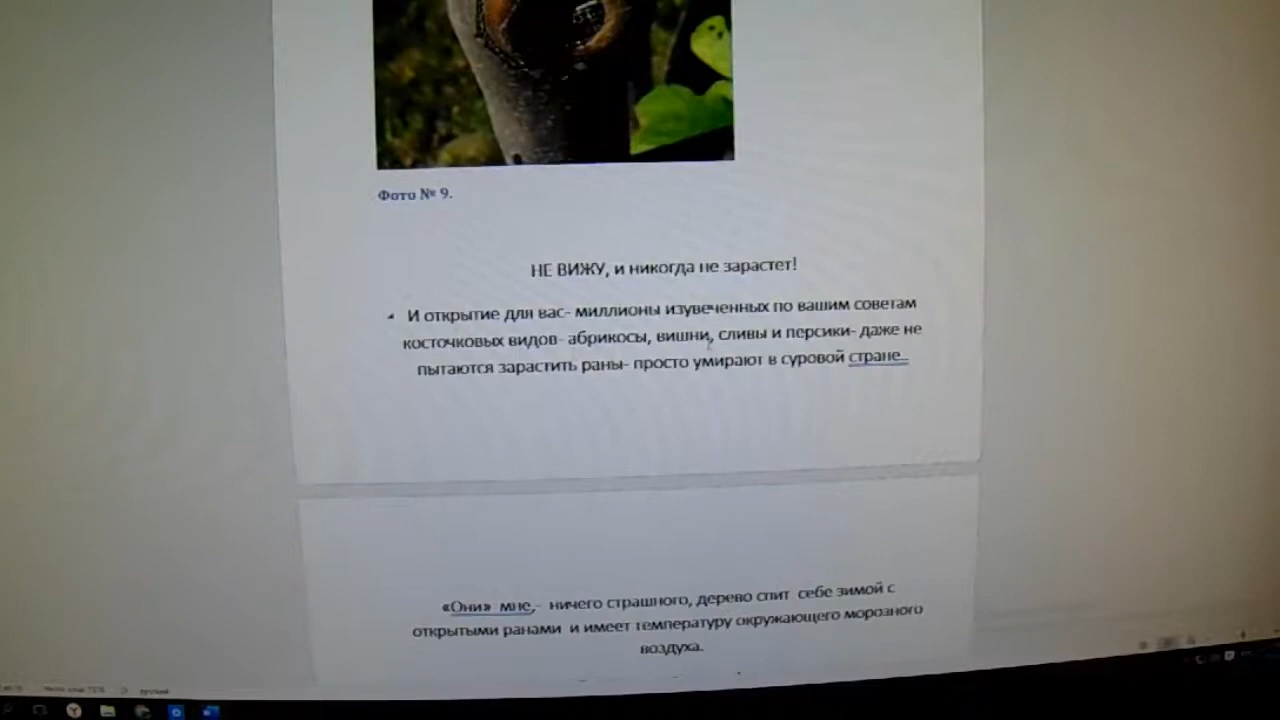 Фото № 9.
НЕ ВИЖУ, и никогда не зарастет!
И открытие для вас- миллионы изувеченных по вашим советам
косточковых видов- абрикосы, вишни, сливы и персики- даже не
пытаются зарастить раны- просто умирают в суровой стране..
«Они» мне,- ничего страшного, дерево спит себе зимой с
открытыми ранами и имеет температуру окружающего морозного
воздуха.